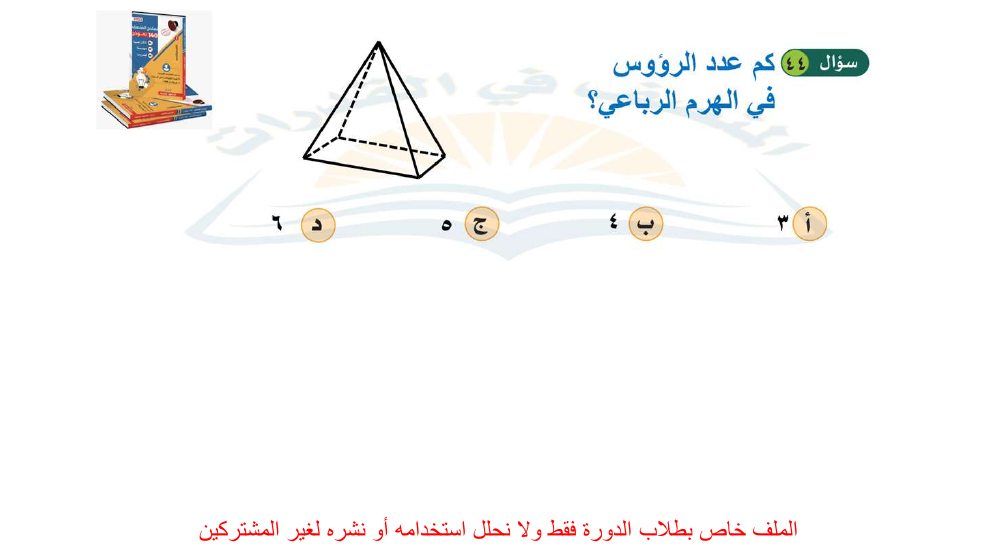 سؤال ٤٤
كم عدد الرؤوس
في الهرم الرباعي؟
أ ٣
ب ٤
ج ٥
د ٦
الملف خاص بطلاب الدورة فقط ولا نحلل استخدامه أو نشره لغير المشتركين